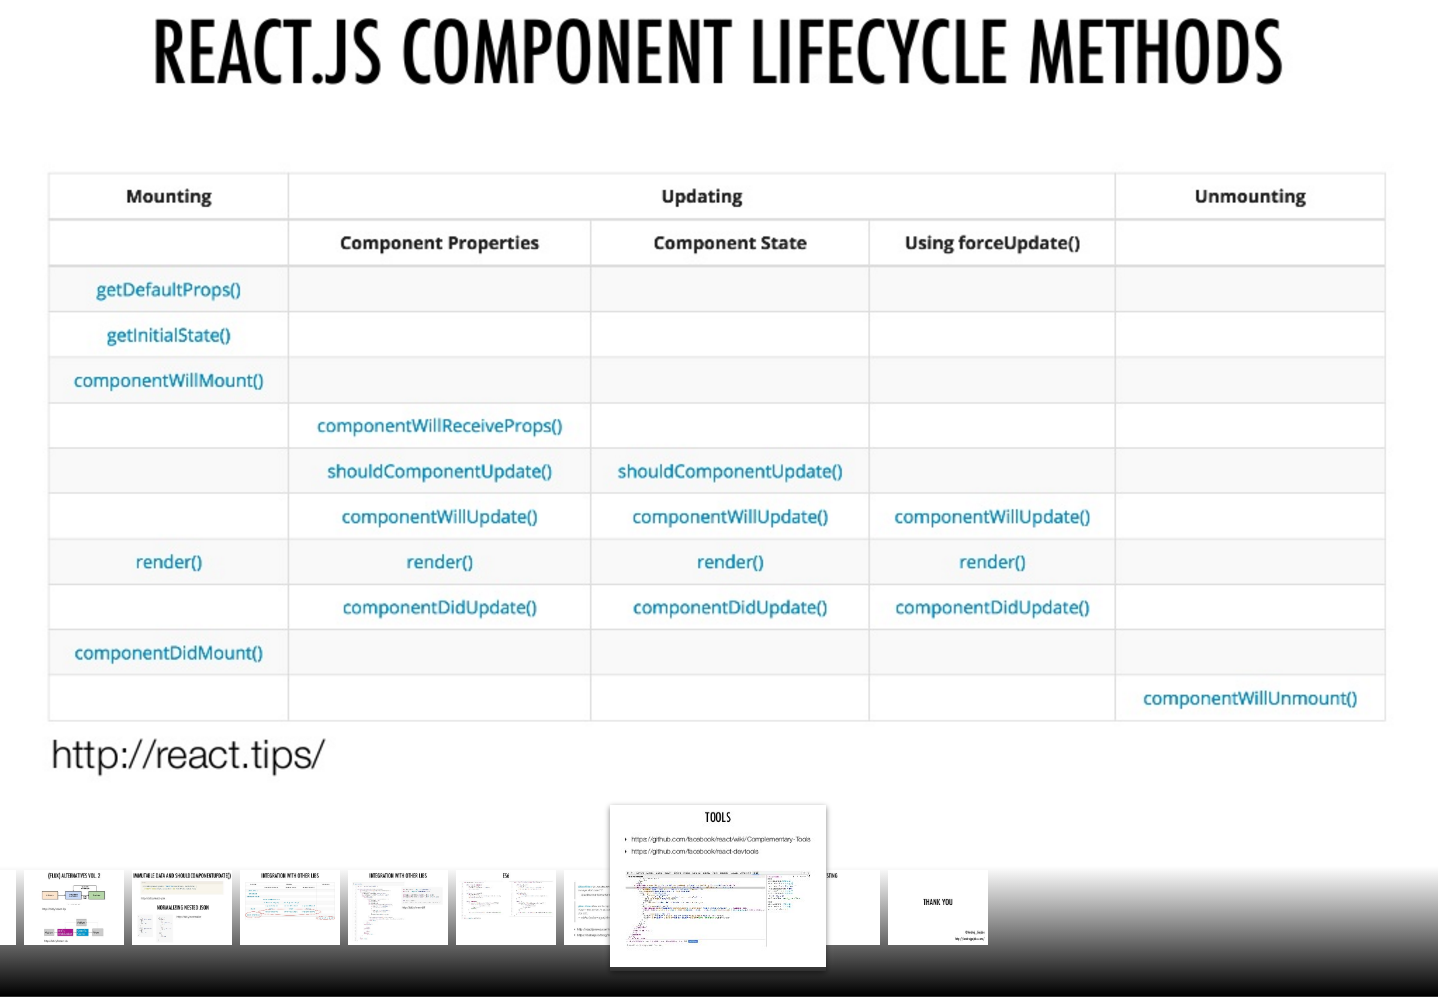 REACT.JS COMPONENT LIFECYCLE METHODS
Mounting Updating Unmounting
Component Properties Component State Using forceUpdate()
getDefaultProps()
getInitialState()
componentWillMount()
componentWillReceiveProps()
shouldComponentUpdate() shouldComponentUpdate()
componentWillUpdate() componentWillUpdate() componentWillUpdate()
render() render() render() render()
componentDidUpdate() componentDidUpdate() componentDidUpdate()
componentDidMount()
componentWillUnmount()
http://react.tips/
TOOLS
https://github.com/facebook/react/wiki/Complementary-Tools
https://github.com/facebook/react-devtools
(FLUX) ALTERNATIVES VOL. 2
IMMUTABLE DATA AND SHOULDCOMPONENTUPDATE()
NORMALIZING NESTED JSON
INTEGRATION WITH OTHER LIBS
INTEGRATION WITH OTHER LIBS
ES6
THANK YOU